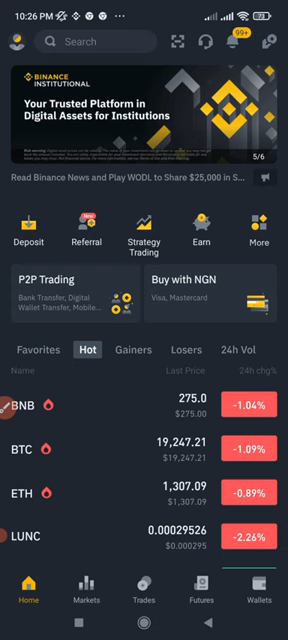 10:26 PM
73
Search
99+
BINANCE
INSTITUTIONAL
Your Trusted Platform in
Digital Assets for Institutions
5/6
Read Binance News and Play WODL to Share $25,000 in S...
Deposit
New
Referral
Strategy
Trading
Earn
More
P2P Trading
Bank Transfer, Digital
Wallet Transfer, Mobile...
Buy with NGN
Visa, Mastercard
Favorites Hot Gainers Losers 24h Vol
Name Last Price 24h chg%
BNB 275.0 -1.04%
$275.00
BTC 19,247.21 -1.09%
$19,247.21
ETH 1,307.09 -0.89%
$1,307.09
LUNC 0.00029526 -2.26%
$0.000295
Home Markets Trades Futures Wallets